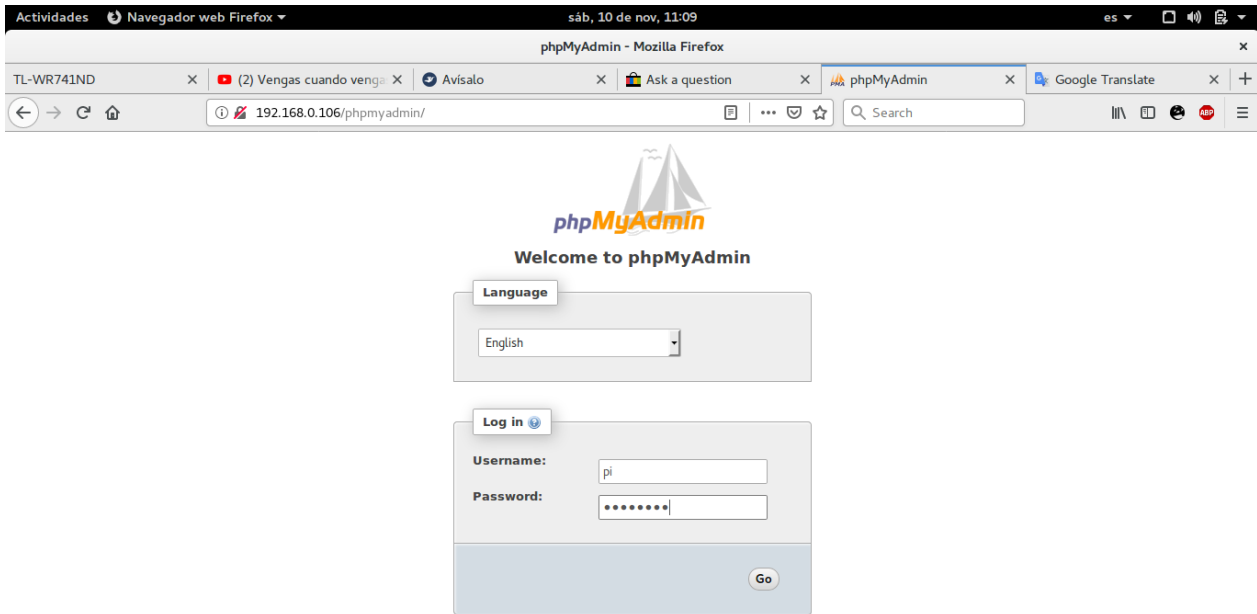 Actividades Navegador web Firefox sáb, 10 de nov, 11:09 es
phpMyAdmin - Mozilla Firefox
TL-WR741ND (2) Vengas cuando venga Avísalo Ask a question phpMyAdmin Google Translate
192.168.0.106/phpmyadmin/ Search ABP
phpMyAdmin
Welcome to phpMyAdmin
Language
English
Log in
Username: pi
Password: ••••••••
Go